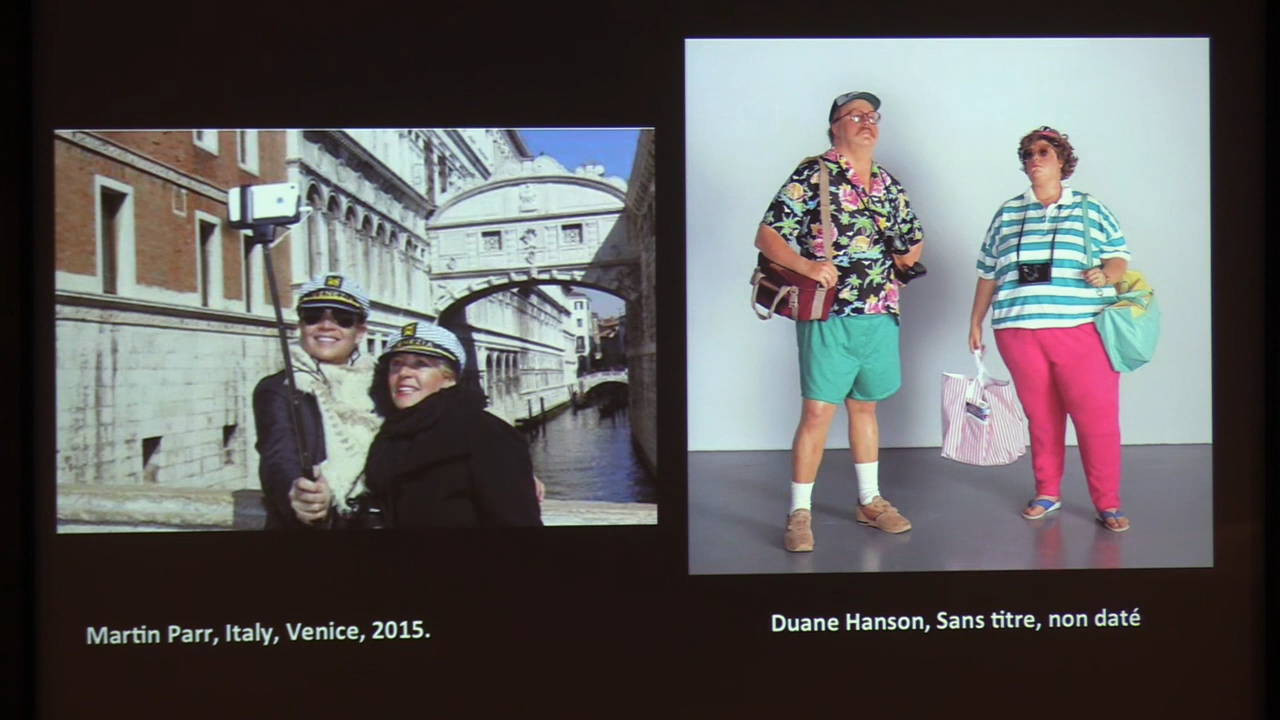 Martin Parr, Italy, Venice, 2015.
Duane Hanson, Sans titre, non daté